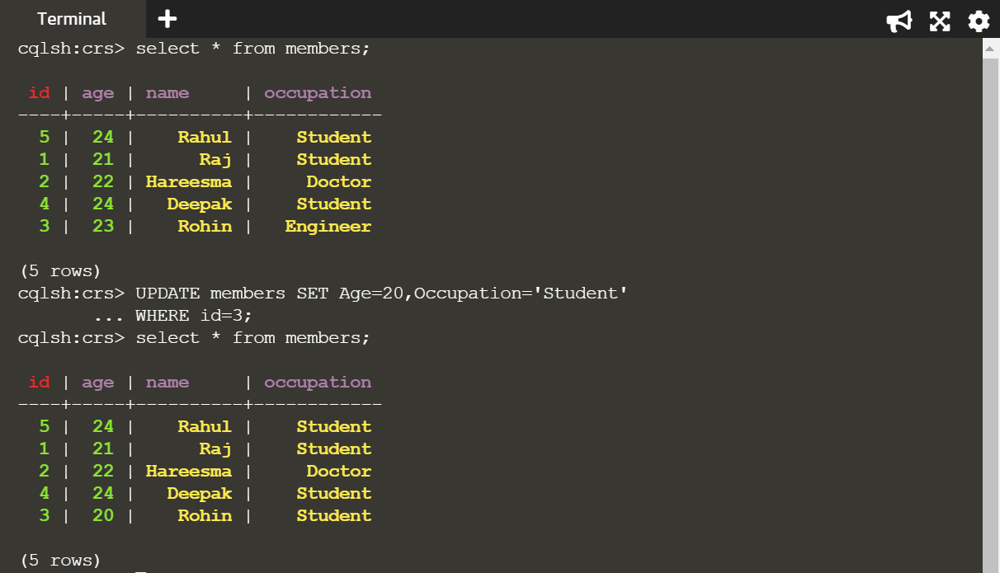 Terminal
cqlsh:crs> select * from members;
 id | age | name     | occupation
----+-----+----------+------------
  5 |  24 |    Rahul |    Student
  1 |  21 |      Raj |    Student
  2 |  22 | Hareesma |     Doctor
  4 |  24 |   Deepak |    Student
  3 |  23 |    Rohin |   Engineer
(5 rows)
cqlsh:crs> UPDATE members SET Age=20,Occupation='Student'
       ... WHERE id=3;
cqlsh:crs> select * from members;
 id | age | name     | occupation
----+-----+----------+------------
  5 |  24 |    Rahul |    Student
  1 |  21 |      Raj |    Student
  2 |  22 | Hareesma |     Doctor
  4 |  24 |   Deepak |    Student
  3 |  20 |    Rohin |    Student
(5 rows)